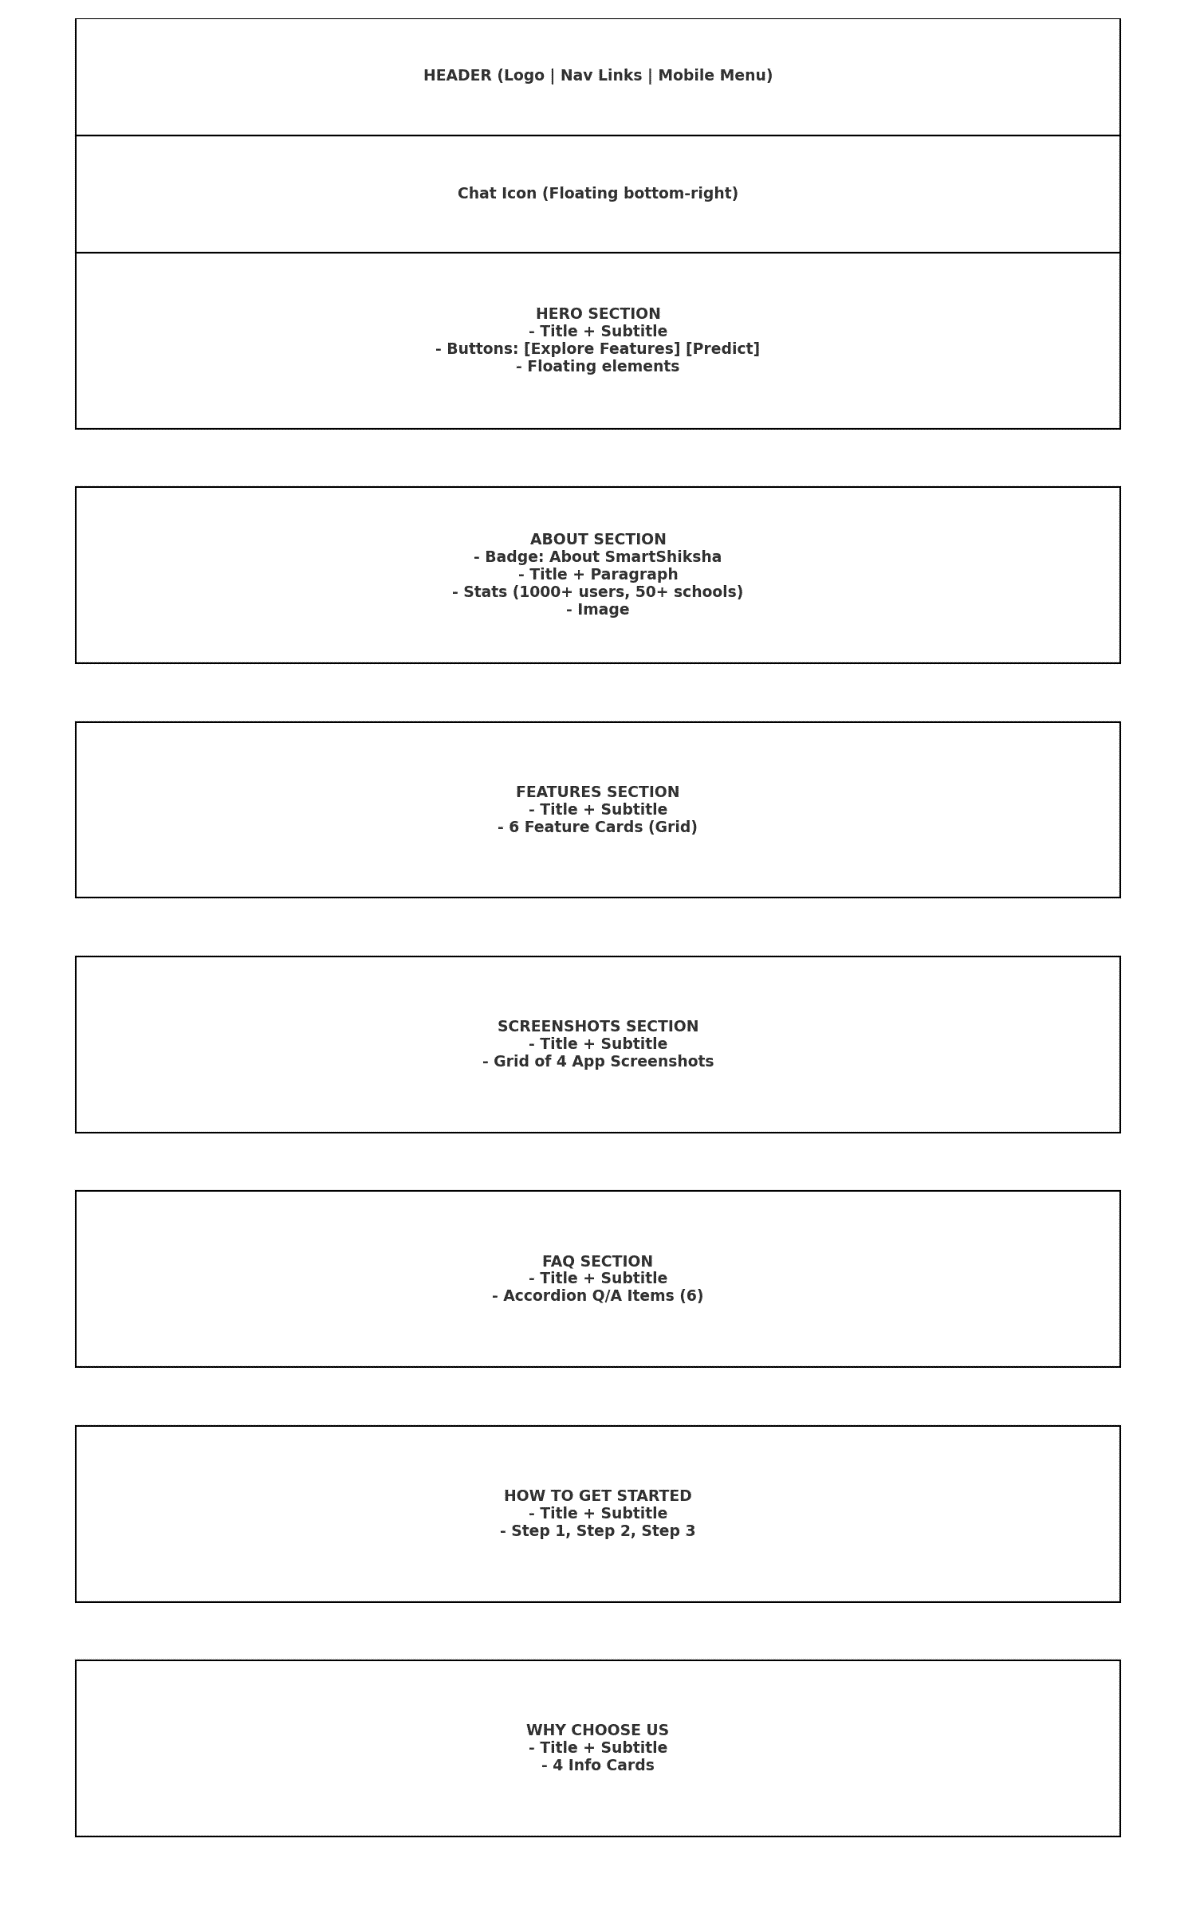 HEADER (Logo | Nav Links | Mobile Menu)
Chat Icon (Floating bottom-right)
HERO SECTION
- Title + Subtitle
- Buttons: [Explore Features] [Predict]
- Floating elements
ABOUT SECTION
- Badge: About SmartShiksha
- Title + Paragraph
- Stats (1000+ users, 50+ schools)
- Image
FEATURES SECTION
- Title + Subtitle
- 6 Feature Cards (Grid)
SCREENSHOTS SECTION
- Title + Subtitle
- Grid of 4 App Screenshots
FAQ SECTION
- Title + Subtitle
- Accordion Q/A Items (6)
HOW TO GET STARTED
- Title + Subtitle
- Step 1, Step 2, Step 3
WHY CHOOSE US
- Title + Subtitle
- 4 Info Cards